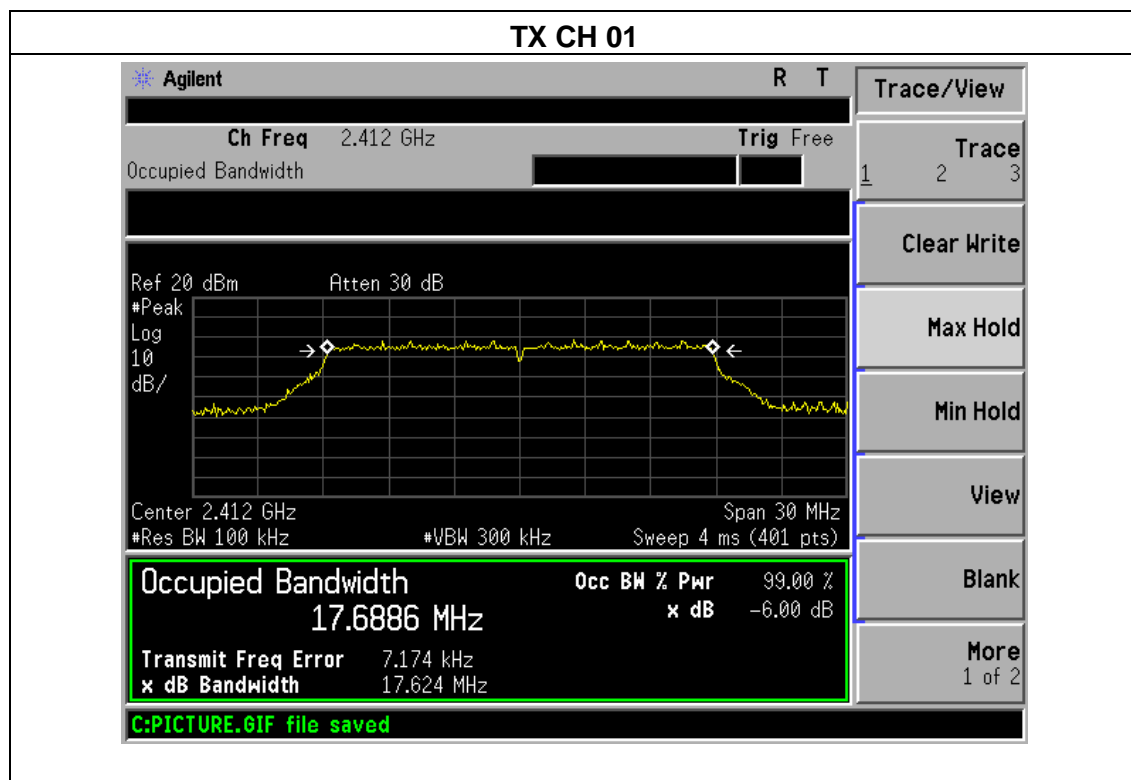 TX CH 01
Agilent R T
Trace/View
Ch Freq 2.412 GHz Trig Free
Occupied Bandwidth
Trace
1 2 3
Clear Write
Ref 20 dBm Atten 30 dB
#Peak
Log
10
dB/
Max Hold
Min Hold
View
Center 2.412 GHz Span 30 MHz
#Res BW 100 kHz #VBW 300 kHz Sweep 4 ms (401 pts)
Occupied Bandwidth Occ BW % Pwr 99.00 %
17.6886 MHz x dB -6.00 dB
Blank
Transmit Freq Error 7.174 kHz
x dB Bandwidth 17.624 MHz
More
1 of 2
C:PICTURE.GIF file saved